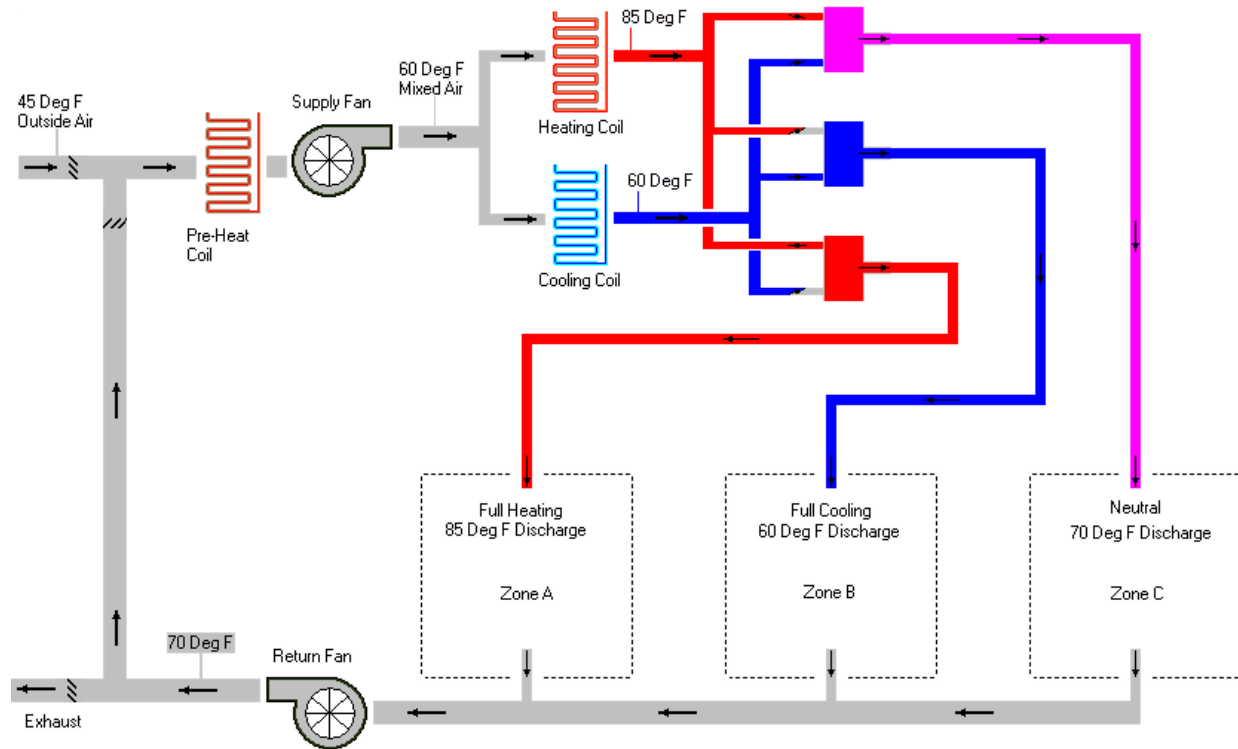 85 Deg F
60 Deg F
Mixed Air
45 Deg F
Outside Air
Supply Fan
Heating Coil
60 Deg F
Pre-Heat
Coil
Cooling Coil
Full Heating
85 Deg F Discharge
Zone A
Full Cooling
60 Deg F Discharge
Zone B
Neutral
70 Deg F Discharge
Zone C
70 Deg F
Return Fan
Exhaust